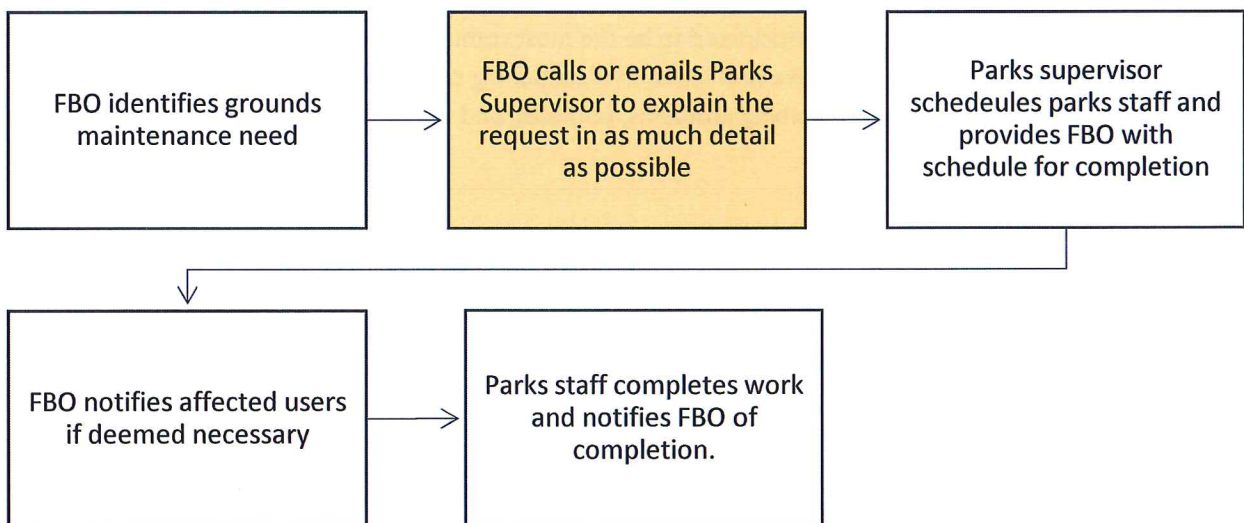 FBO identifies grounds
maintenance need
FBO calls or emails Parks
Supervisor to explain the
request in as much detail
as possible
Parks supervisor
schedeules parks staff and
provides FBO with
schedule for completion
FBO notifies affected users
if deemed necessary
Parks staff completes work
and notifies FBO of
completion.